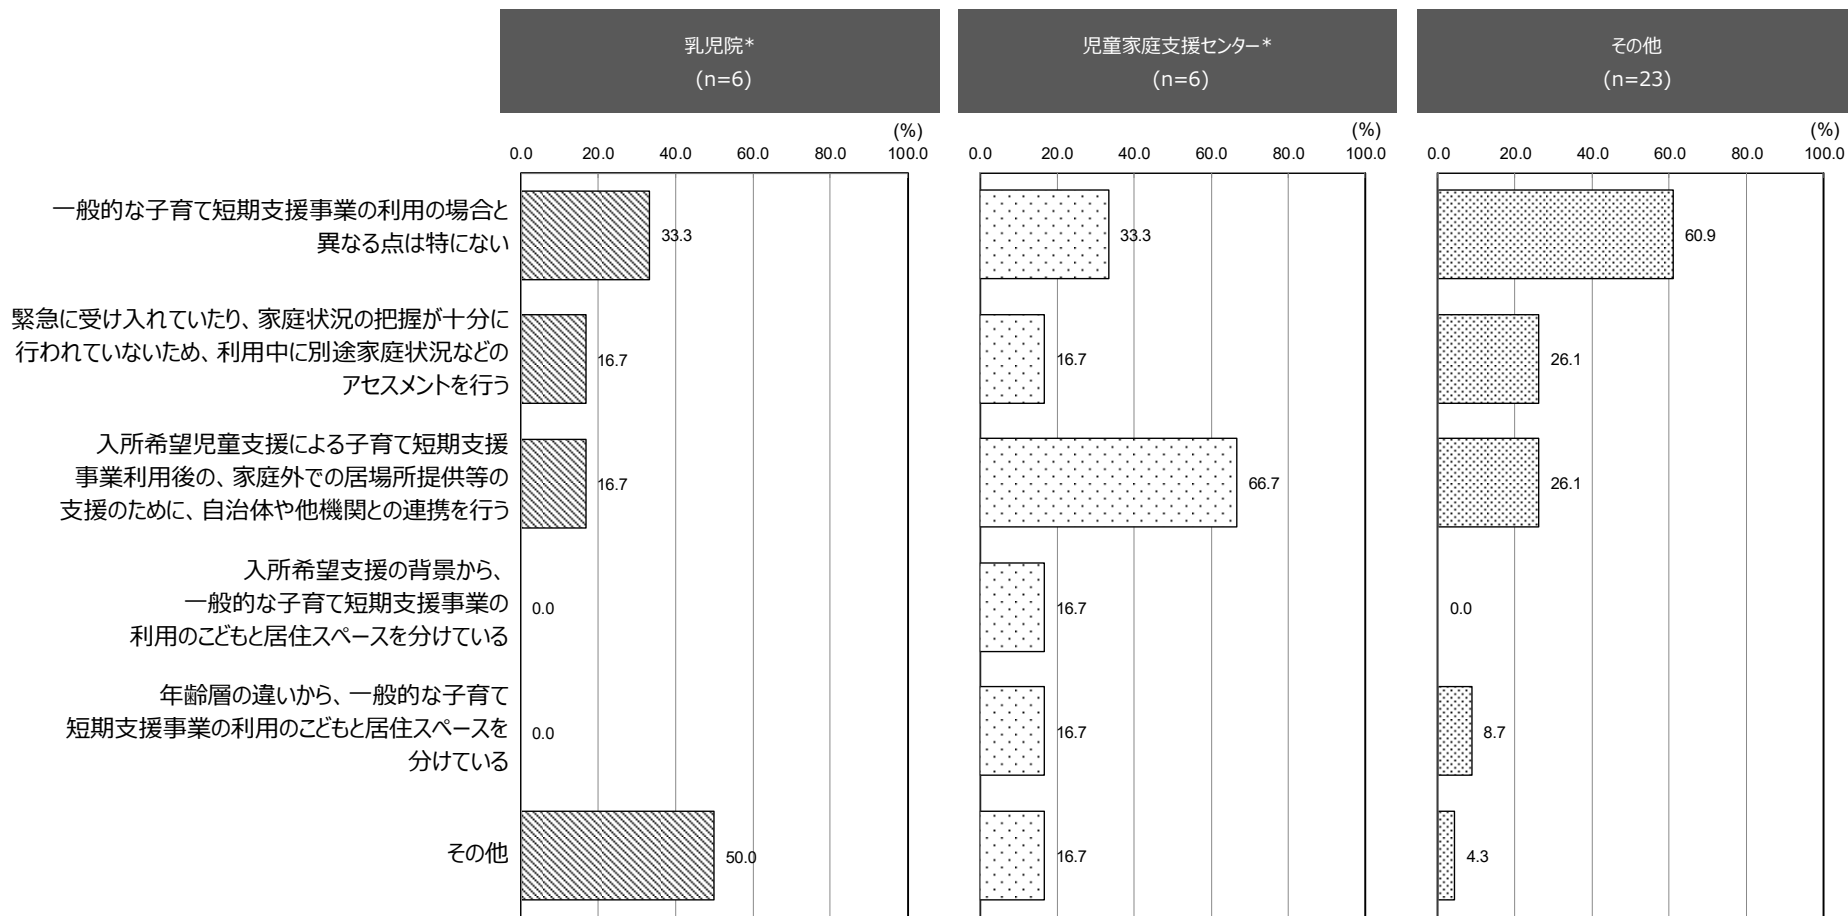 乳児院*
(n=6)
児童家庭支援センター*
(n=6)
その他
(n=23)
(%)
(%)
(%)
0.0 20.0 40.0 60.0 80.0 100.0
0.0 20.0 40.0 60.0 80.0 100.0
0.0 20.0 40.0 60.0 80.0 100.0
一般的な子育て短期支援事業の利用の場合と
異なる点は特にない
33.3
33.3
60.9
緊急に受け入れていたり、家庭状況の把握が十分に
行われていないため、利用中に別途家庭状況などの
アセスメントを行う
16.7
16.7
26.1
入所希望児童支援による子育て短期支援
事業利用後の、家庭外での居場所提供等の
支援のために、自治体や他機関との連携を行う
16.7
66.7
26.1
入所希望支援の背景から、
一般的な子育て短期支援事業の
利用のこどもと居住スペースを分けている
0.0
16.7
0.0
年齢層の違いから、一般的な子育て
短期支援事業の利用のこどもと居住スペースを
分けている
0.0
16.7
8.7
その他
50.0
16.7
4.3